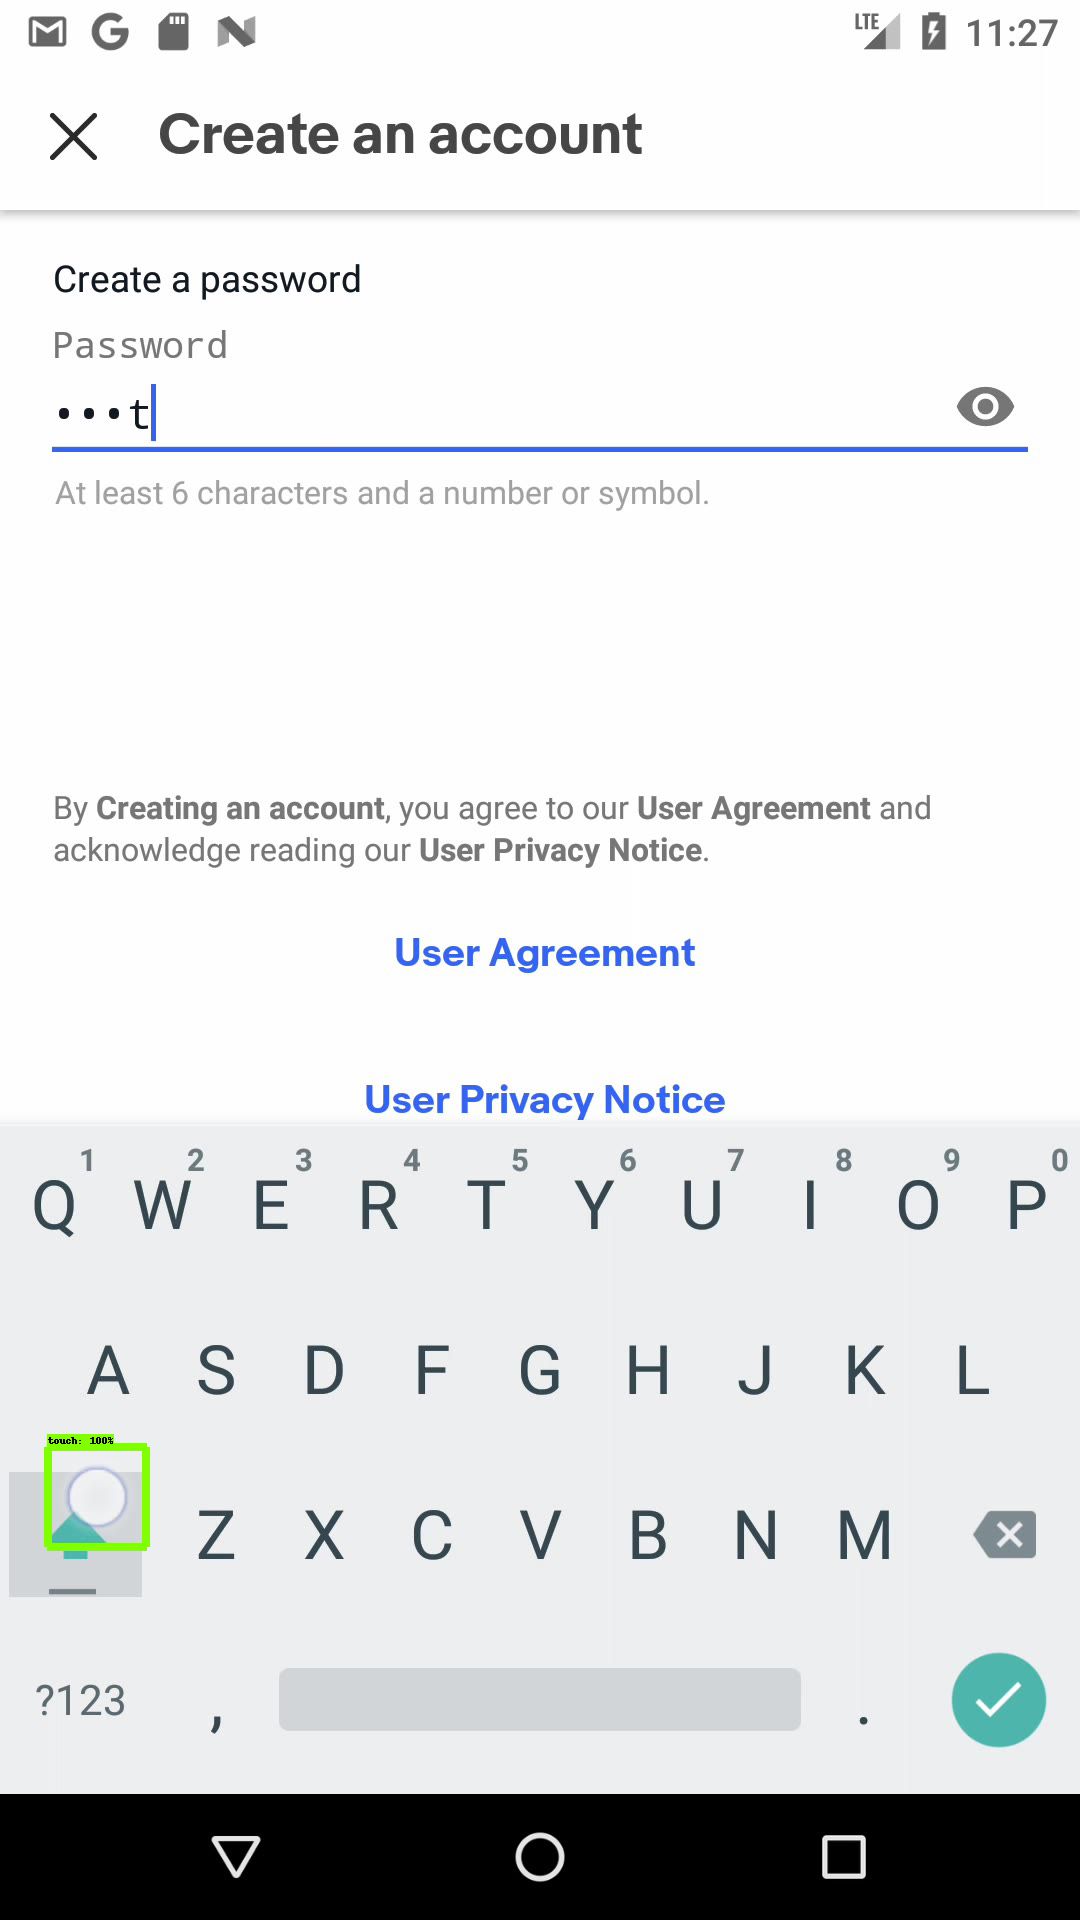 LTE 11:27
Create an account
Create a password
Password
•••t
At least 6 characters and a number or symbol.
By Creating an account, you agree to our User Agreement and
acknowledge reading our User Privacy Notice.
User Agreement
User Privacy Notice
1 2 3 4 5 6 7 8 9 0
Q W E R T Y U I O P
A S D F G H J K L
touch: 100%
Z X C V B N M
?123 , .